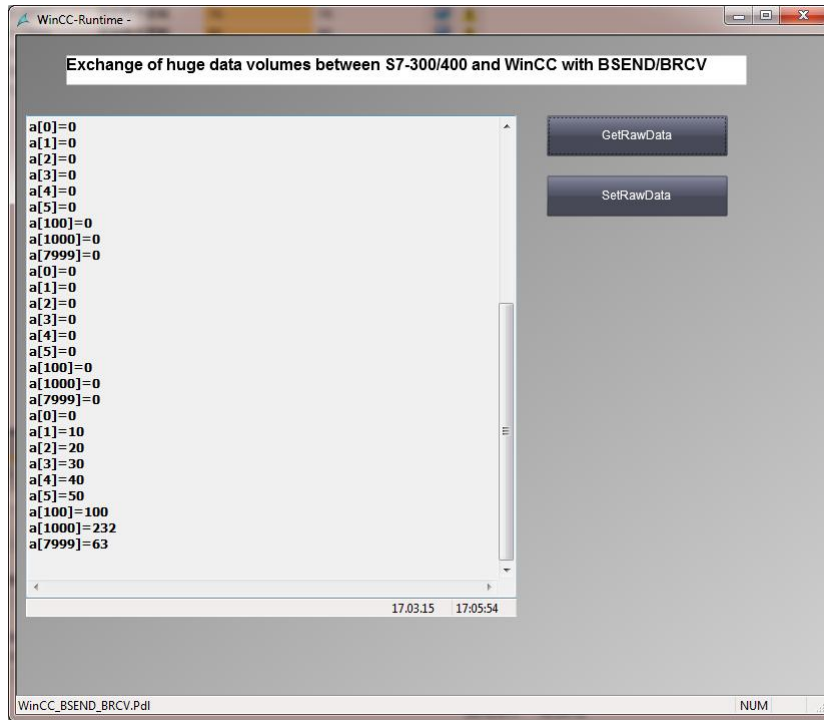 WinCC-Runtime -
Exchange of huge data volumes between S7-300/400 and WinCC with BSEND/BRCV
a[0]=0
a[1]=0
a[2]=0
a[3]=0
a[4]=0
a[5]=0
a[100]=0
a[1000]=0
a[7999]=0
a[0]=0
a[1]=0
a[2]=0
a[3]=0
a[4]=0
a[5]=0
a[100]=0
a[1000]=0
a[7999]=0
a[0]=0
a[1]=10
a[2]=20
a[3]=30
a[4]=40
a[5]=50
a[100]=100
a[1000]=232
a[7999]=63
GetRawData
SetRawData
17.03.15 17:05:54
WinCC_BSEND_BRCV.Pdl NUM